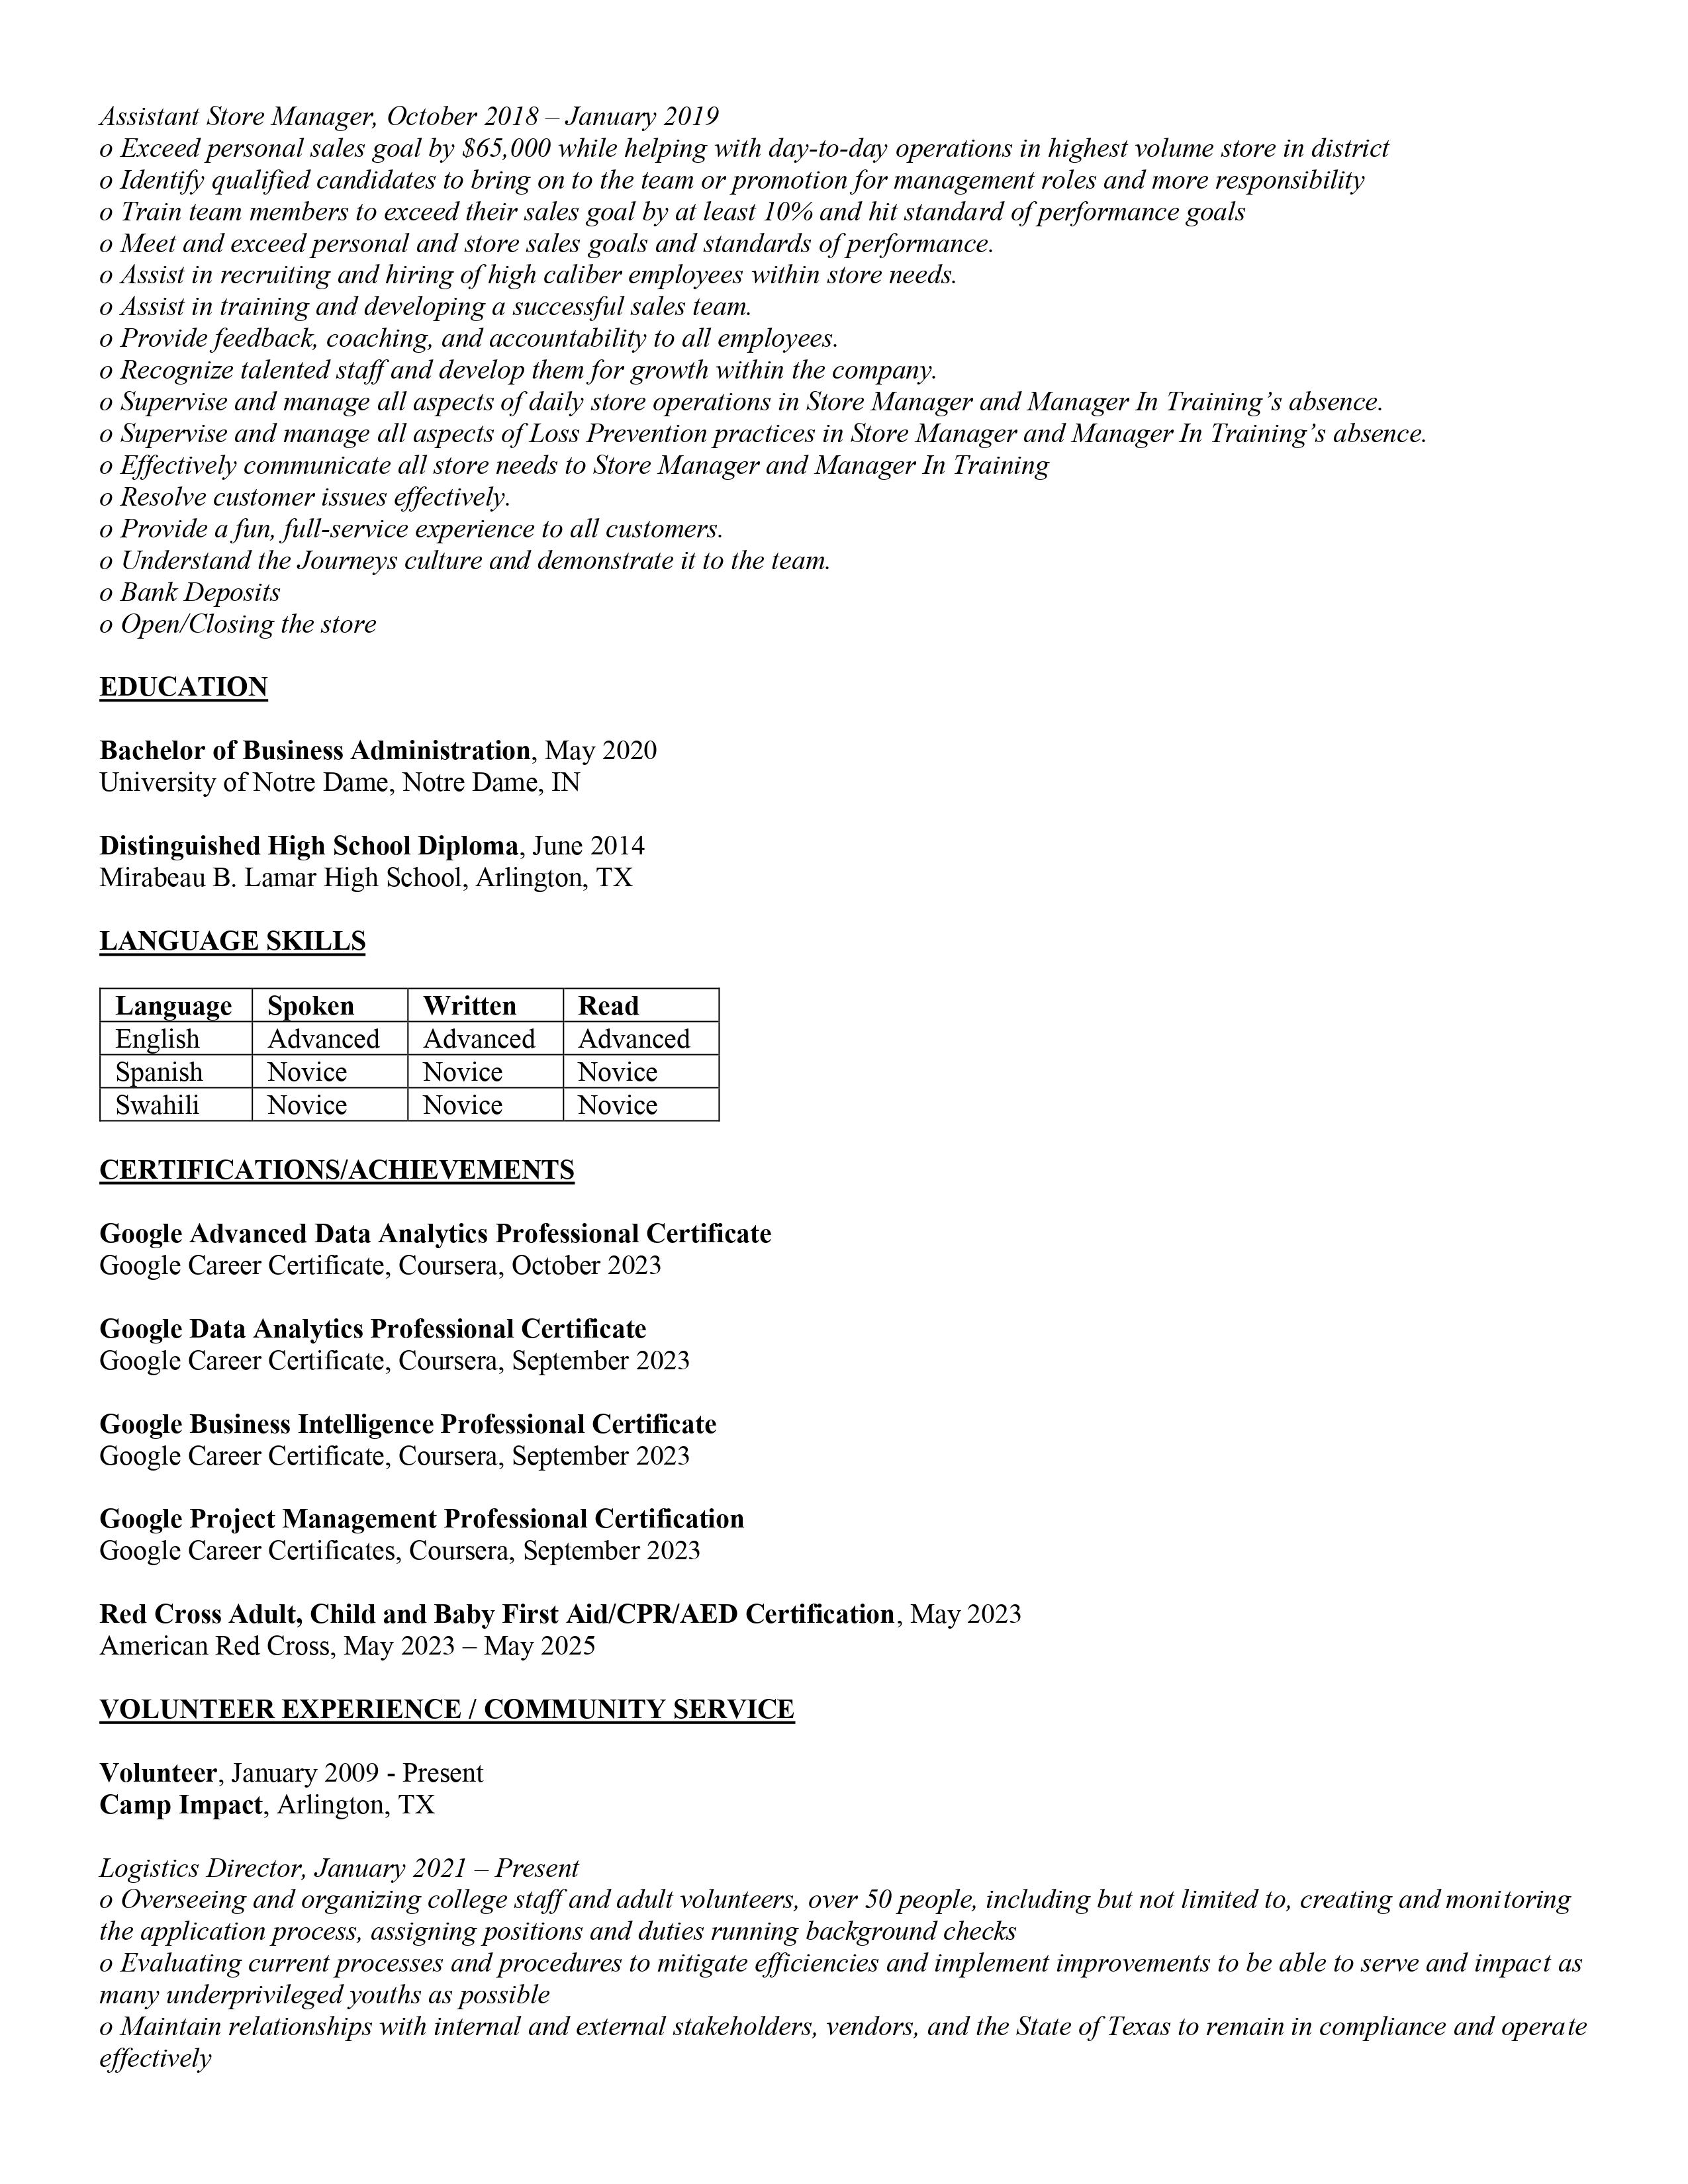 Assistant Store Manager, October 2018 – January 2019
o Exceed personal sales goal by $65,000 while helping with day-to-day operations in highest volume store in district
o Identify qualified candidates to bring on to the team or promotion for management roles and more responsibility
o Train team members to exceed their sales goal by at least 10% and hit standard of performance goals
o Meet and exceed personal and store sales goals and standards of performance.
o Assist in recruiting and hiring of high caliber employees within store needs.
o Assist in training and developing a successful sales team.
o Provide feedback, coaching, and accountability to all employees.
o Recognize talented staff and develop them for growth within the company.
o Supervise and manage all aspects of daily store operations in Store Manager and Manager In Training’s absence.
o Supervise and manage all aspects of Loss Prevention practices in Store Manager and Manager In Training’s absence.
o Effectively communicate all store needs to Store Manager and Manager In Training
o Resolve customer issues effectively.
o Provide a fun, full-service experience to all customers.
o Understand the Journeys culture and demonstrate it to the team.
o Bank Deposits
o Open/Closing the store
EDUCATION
Bachelor of Business Administration, May 2020
University of Notre Dame, Notre Dame, IN
Distinguished High School Diploma, June 2014
Mirabeau B. Lamar High School, Arlington, TX
LANGUAGE SKILLS
Language Spoken Written Read
English Advanced Advanced Advanced
Spanish Novice Novice Novice
Swahili Novice Novice Novice
CERTIFICATIONS/ACHIEVEMENTS
Google Advanced Data Analytics Professional Certificate
Google Career Certificate, Coursera, October 2023
Google Data Analytics Professional Certificate
Google Career Certificate, Coursera, September 2023
Google Business Intelligence Professional Certificate
Google Career Certificate, Coursera, September 2023
Google Project Management Professional Certification
Google Career Certificates, Coursera, September 2023
Red Cross Adult, Child and Baby First Aid/CPR/AED Certification, May 2023
American Red Cross, May 2023 – May 2025
VOLUNTEER EXPERIENCE / COMMUNITY SERVICE
Volunteer, January 2009 - Present
Camp Impact, Arlington, TX
Logistics Director, January 2021 – Present
o Overseeing and organizing college staff and adult volunteers, over 50 people, including but not limited to, creating and monitoring
the application process, assigning positions and duties running background checks
o Evaluating current processes and procedures to mitigate efficiencies and implement improvements to be able to serve and impact as
many underprivileged youths as possible
o Maintain relationships with internal and external stakeholders, vendors, and the State of Texas to remain in compliance and operate
effectively